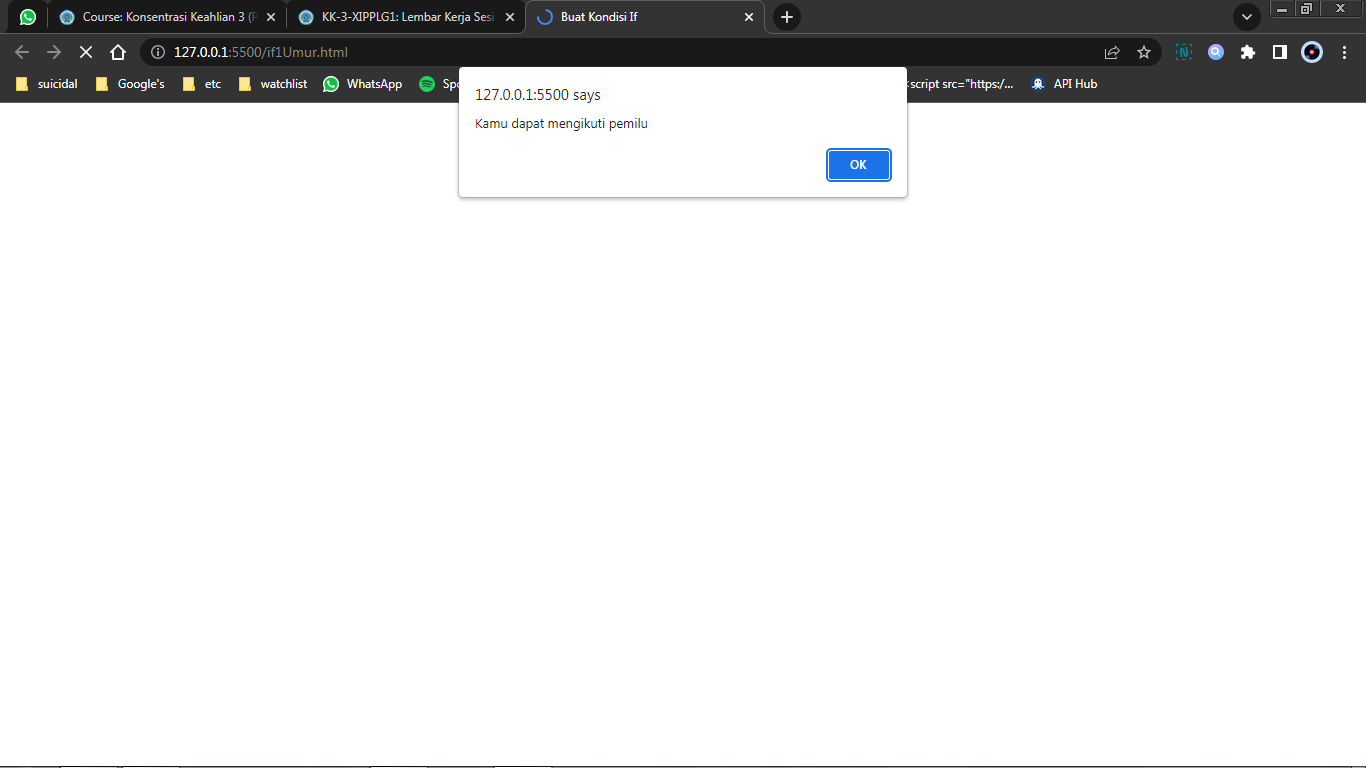 Course: Konsentrasi Keahlian 3 (P
KK-3-XIPPLG1: Lembar Kerja Sesi
Buat Kondisi If
127.0.0.1:5500/if1Umur.html
N
suicidal
Google's
etc
watchlist
WhatsApp
Spo
<script src="https:/...
API Hub
127.0.0.1:5500 says
Kamu dapat mengikuti pemilu
OK